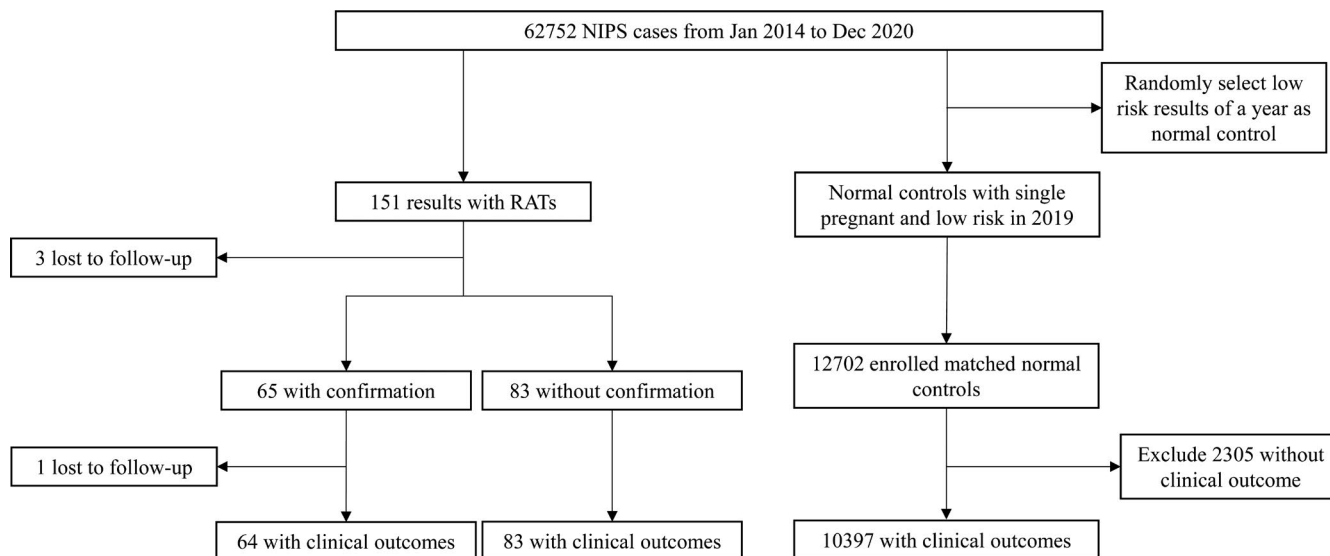 62752 NIPS cases from Jan 2014 to Dec 2020
Randomly select low
risk results of a year as
normal control
151 results with RATs
Normal controls with single
pregnant and low risk in 2019
3 lost to follow-up
65 with confirmation
83 without confirmation
12702 enrolled matched normal
controls
1 lost to follow-up
Exclude 2305 without
clinical outcome
64 with clinical outcomes
83 with clinical outcomes
10397 with clinical outcomes